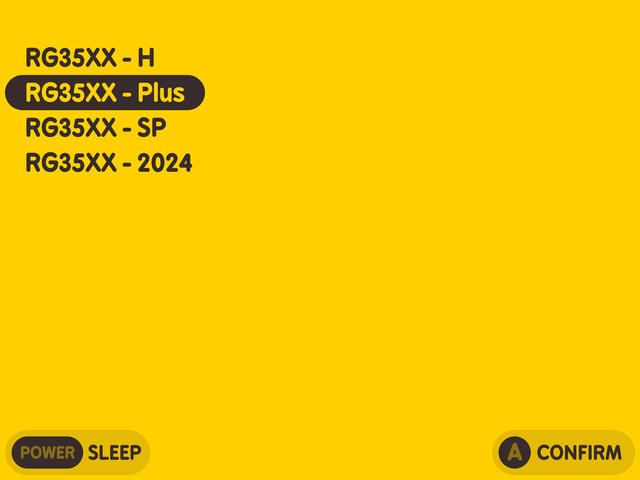 RG35XX - H
RG35XX - Plus
RG35XX - SP
RG35XX - 2024
POWER SLEEP
A CONFIRM